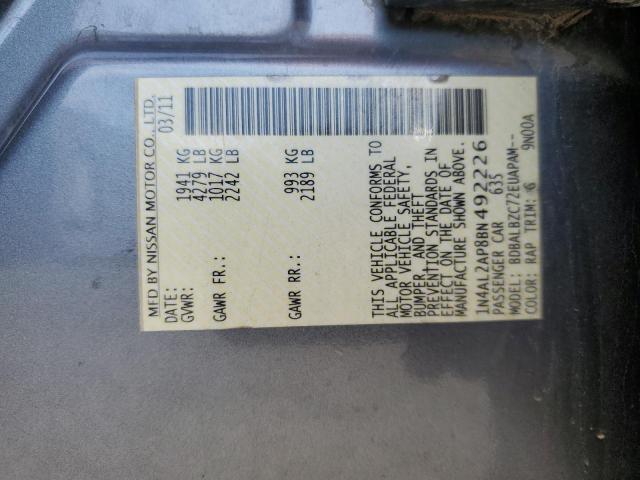 MFD BY NISSAN MOTOR CO., LTD.
DATE: 03/11
GVWR: 1941 KG
4279 LB
GAWR FR.: 1017 KG
2242 LB
GAWR RR.: 993 KG
2189 LB
THIS VEHICLE CONFORMS TO
ALL APPLICABLE FEDERAL
MOTOR VEHICLE SAFETY,
BUMPER, AND THEFT
PREVENTION STANDARDS IN
EFFECT ON THE DATE OF
MANUFACTURE SHOWN ABOVE.
1N4AL2AP8BN492226
PASSENGER CAR 635
MODEL: BDBALBZC72EUAPAM--
COLOR: RAP TRIM: G 9N00A